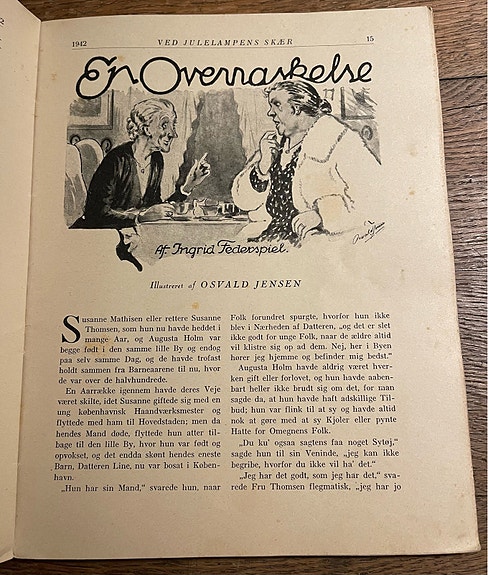 1942
VED JULELAMPENS SKÆR
15
En Overraskelse
Af: Ingrid Federspiel.
Illustreret af OSVALD JENSEN
Susanne Mathisen eller rettere Susanne
Thomsen, som hun nu havde heddet i
mange Aar, og Augusta Holm var
begge født i den samme lille By og endog
paa selv samme Dag, og de havde trofast
holdt sammen fra Barneaarene til nu, hvor
de var over de halvhundrede.
En Aarrække igennem havde deres Veje
været skilte, idet Susanne giftede sig med en
ung københavnsk Haandværksmester og
flyttede med ham til Hovedstaden; men da
hendes Mand døde, flyttede hun atter til-
bage til den lille By, hvor hun var født og
opvokset, og det endda skønt hendes eneste
Barn, Datteren Line, nu var bosat i Køben-
havn.
„Hun har sin Mand,“ svarede hun, naar
Folk forundret spurgte, hvorfor hun ikke
blev i Nærheden af Datteren, „og det er slet
ikke godt for unge Folk, naar de ældre altid
vil klistre sig op ad dem. Nej, her i Byen
hører jeg hjemme og befinder mig bedst.“
Augusta Holm havde aldrig været hver-
ken gift eller forlovet, og hun havde aaben-
bart heller ikke brudt sig om det, for man
sagde da, at hun havde haft adskillige Til-
bud; hun var flink til at sy og havde altid
nok at gøre med at sy Kjoler eller pynte
Hatte for Omegnens Folk.
„Du ku' ogsaa sagtens faa noget Sytøj,“
sagde hun til sin Veninde, „jeg kan ikke
begribe, hvorfor du ikke vil ha' det.“
„Jeg har det godt, som jeg har det,“ sva-
rede Fru Thomsen flegmatisk, „jeg har jo